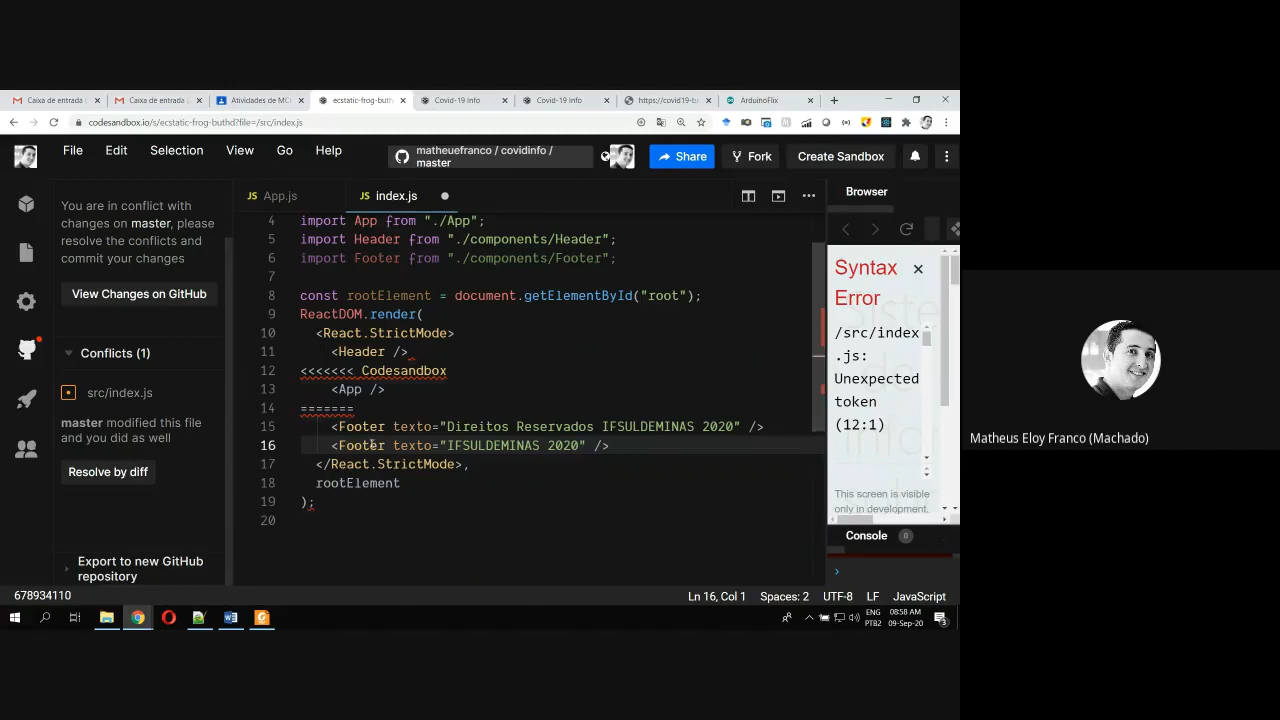 Caixa de entrada
Caixa de entrada
Atividades de MC
ecstatic-frog-buth
Covid-19 Info
Covid-19 Info
https://covid19-b
ArduinoFlix
codesandbox.io/s/ecstatic-frog-buthd?file=/src/index.js
File Edit Selection View Go Help
matheuefranco / covidinfo /
master
Share
Fork
Create Sandbox
You are in conflict with
changes on master, please
resolve the conflicts and
commit your changes
View Changes on GitHub
Conflicts (1)
src/index.js
master modified this file
and you did as well
Resolve by diff
Export to new GitHub
repository
678934110
JS App.js
JS index.js
4 import App from "./App";
5 import Header from "./components/Header";
6 import Footer from "./components/Footer";
7
8 const rootElement = document.getElementById("root");
9 ReactDOM.render(
10 <React.StrictMode>
11 <Header />
12 <<<<<<< Codesandbox
13 <App />
14 =======
15 <Footer texto="Direitos Reservados IFSULDEMINAS 2020" />
16 <Footer texto="IFSULDEMINAS 2020" />
17 </React.StrictMode>,
18 rootElement
19 );
20
Browser
Syntax
Error
/src/index
.js:
Unexpected
token
(12:1)
This screen is visible
only in development.
Console 0
Ln 16, Col 1 Spaces: 2 UTF-8 LF JavaScript
ENG
PTB2
08:58 AM
09-Sep-20
3
Matheus Eloy Franco (Machado)